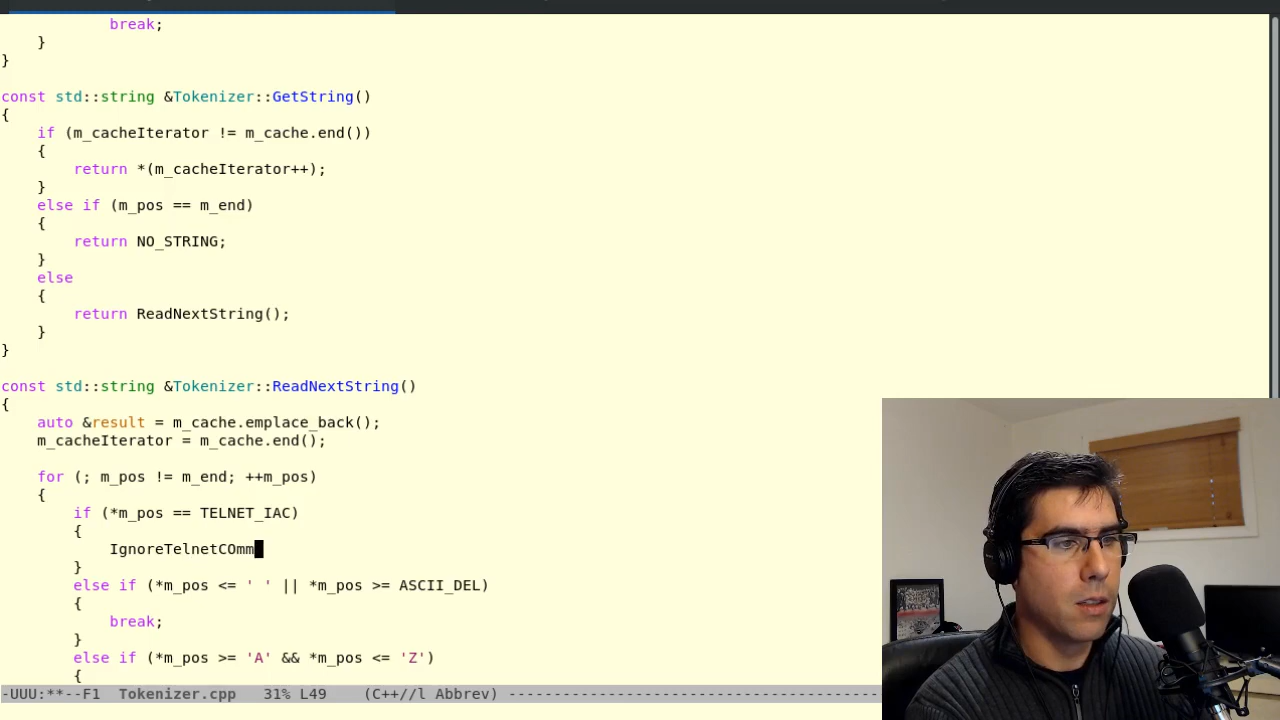 break;
}
}
const std::string &Tokenizer::GetString()
{
if (m_cacheIterator != m_cache.end())
{
return *(m_cacheIterator++);
}
else if (m_pos == m_end)
{
return NO_STRING;
}
else
{
return ReadNextString();
}
}
const std::string &Tokenizer::ReadNextString()
{
auto &result = m_cache.emplace_back();
m_cacheIterator = m_cache.end();
for (; m_pos != m_end; ++m_pos)
{
if (*m_pos == TELNET_IAC)
{
IgnoreTelnetCOmm
}
else if (*m_pos <= ' ' || *m_pos >= ASCII_DEL)
{
break;
}
else if (*m_pos >= 'A' && *m_pos <= 'Z')
{
-UUU:**--F1 Tokenizer.cpp 31% L49 (C++//l Abbrev)